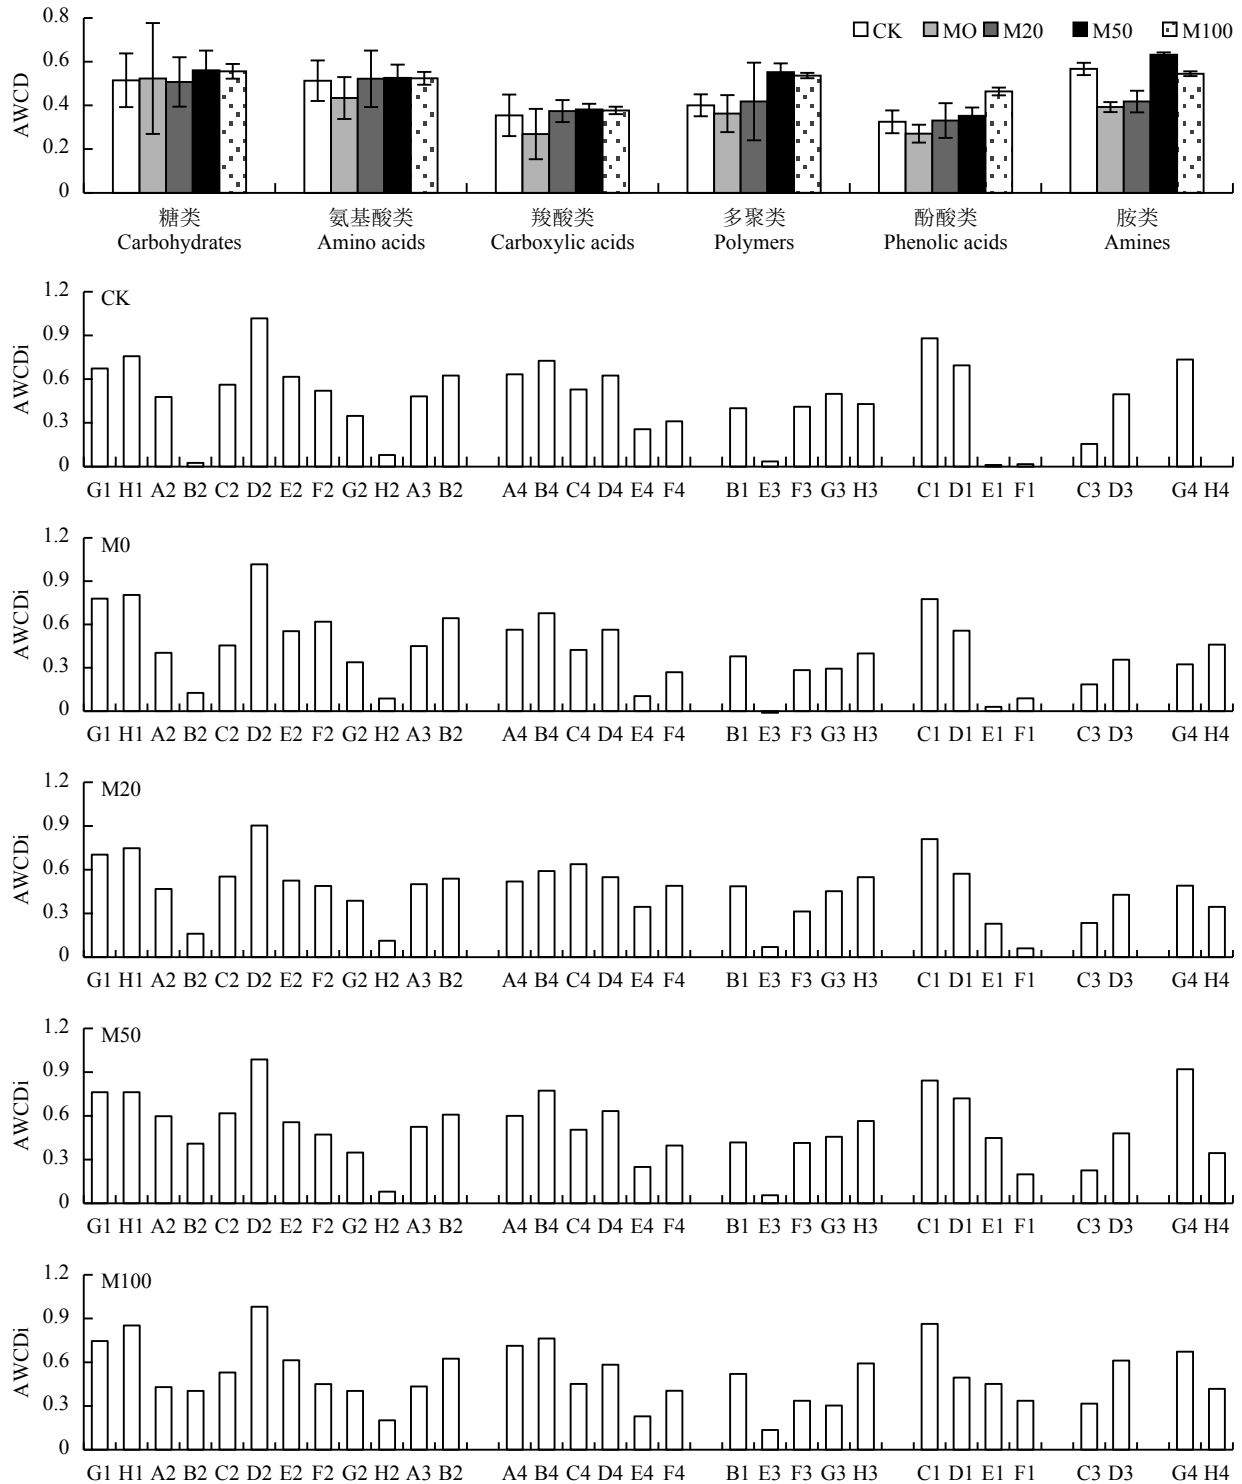 0.8
CK MO M20 M50 M100
0.6
AWCD
0.4
0.2
0
糖类 氨基酸类 羧酸类 多聚类 酚酸类 胺类
Carbohydrates Amino acids Carboxylic acids Polymers Phenolic acids Amines
1.2
CK
0.9
AWCDi
0.6
0.3
0
G1 H1 A2 B2 C2 D2 E2 F2 G2 H2 A3 B2 A4 B4 C4 D4 E4 F4 B1 E3 F3 G3 H3 C1 D1 E1 F1 C3 D3 G4 H4
1.2
M0
0.9
AWCDi
0.6
0.3
0
G1 H1 A2 B2 C2 D2 E2 F2 G2 H2 A3 B2 A4 B4 C4 D4 E4 F4 B1 E3 F3 G3 H3 C1 D1 E1 F1 C3 D3 G4 H4
1.2
M20
0.9
AWCDi
0.6
0.3
0
G1 H1 A2 B2 C2 D2 E2 F2 G2 H2 A3 B2 A4 B4 C4 D4 E4 F4 B1 E3 F3 G3 H3 C1 D1 E1 F1 C3 D3 G4 H4
1.2
M50
0.9
AWCDi
0.6
0.3
0
G1 H1 A2 B2 C2 D2 E2 F2 G2 H2 A3 B2 A4 B4 C4 D4 E4 F4 B1 E3 F3 G3 H3 C1 D1 E1 F1 C3 D3 G4 H4
1.2
M100
0.9
AWCDi
0.6
0.3
0
G1 H1 A2 B2 C2 D2 E2 F2 G2 H2 A3 B2 A4 B4 C4 D4 E4 F4 B1 E3 F3 G3 H3 C1 D1 E1 F1 C3 D3 G4 H4